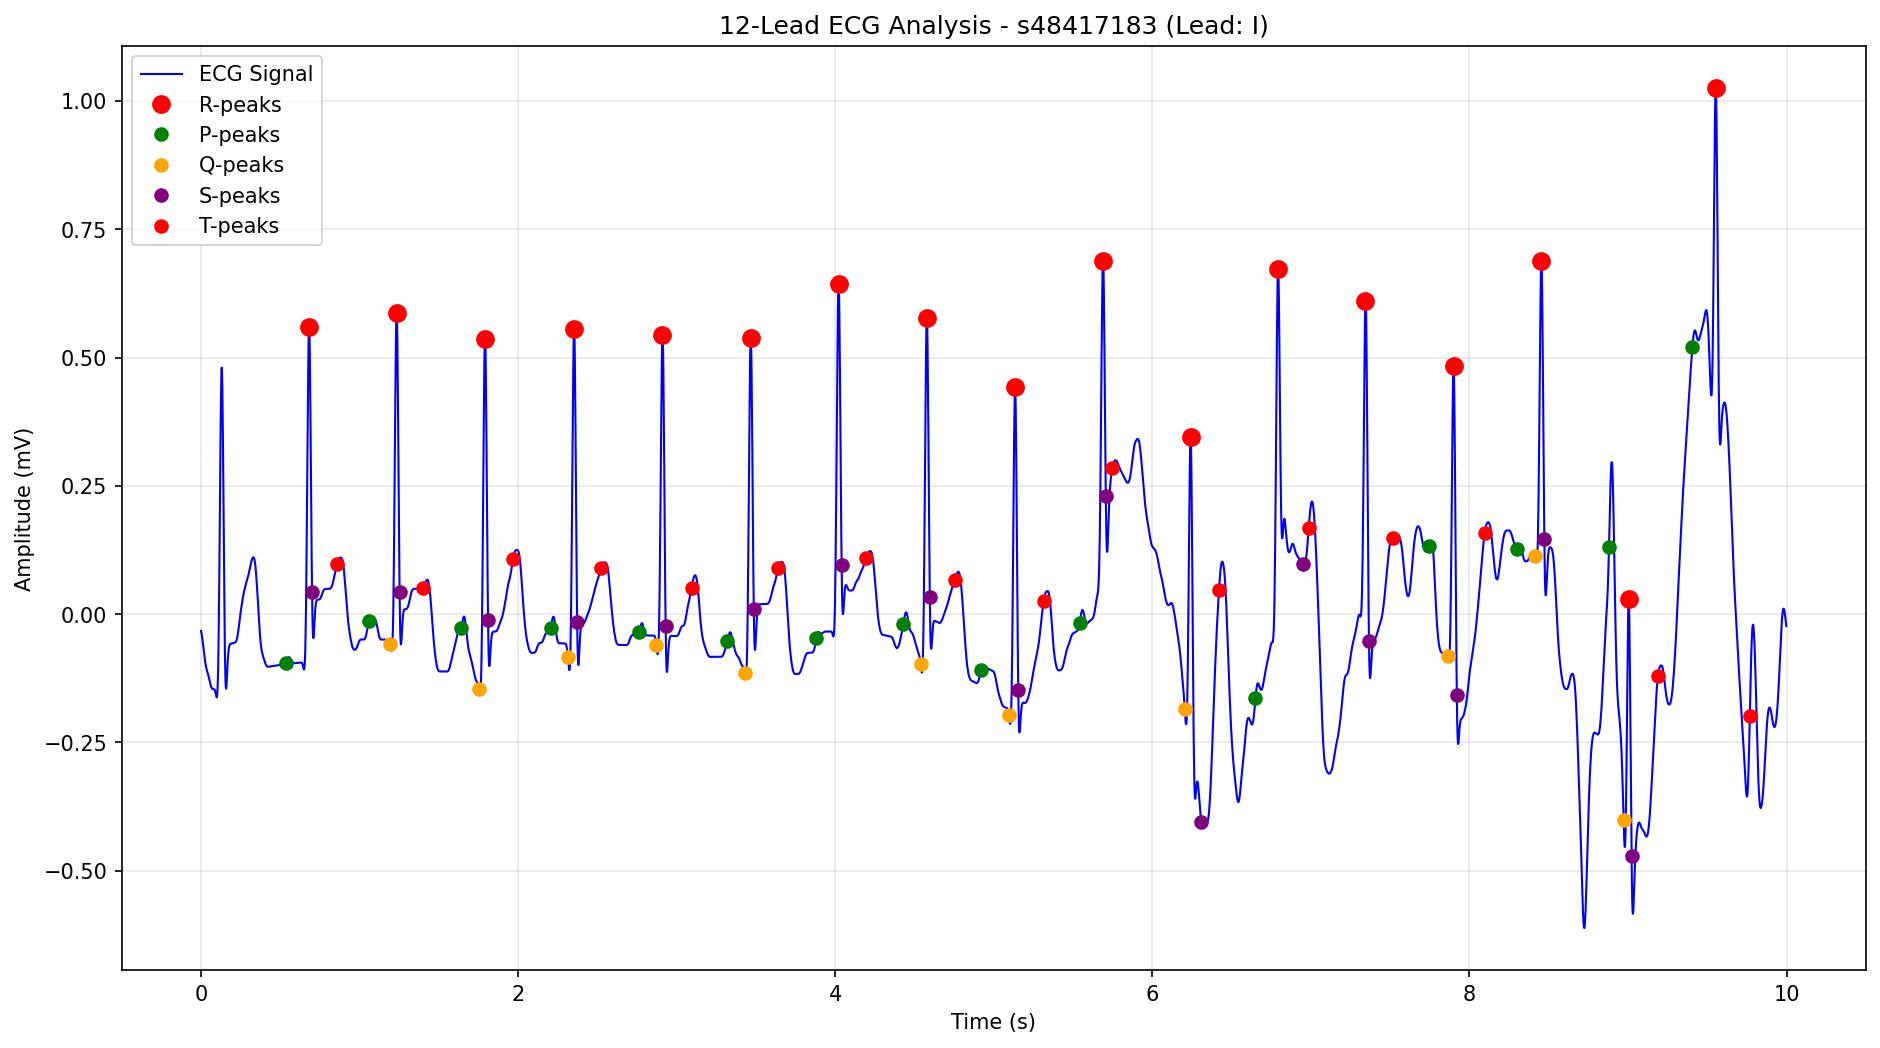 12-Lead ECG Analysis - s48417183 (Lead: I)
ECG Signal
R-peaks
P-peaks
Q-peaks
S-peaks
T-peaks
Amplitude (mV)
1.00
0.75
0.50
0.25
0.00
−0.25
−0.50
0 2 4 6 8 10
Time (s)